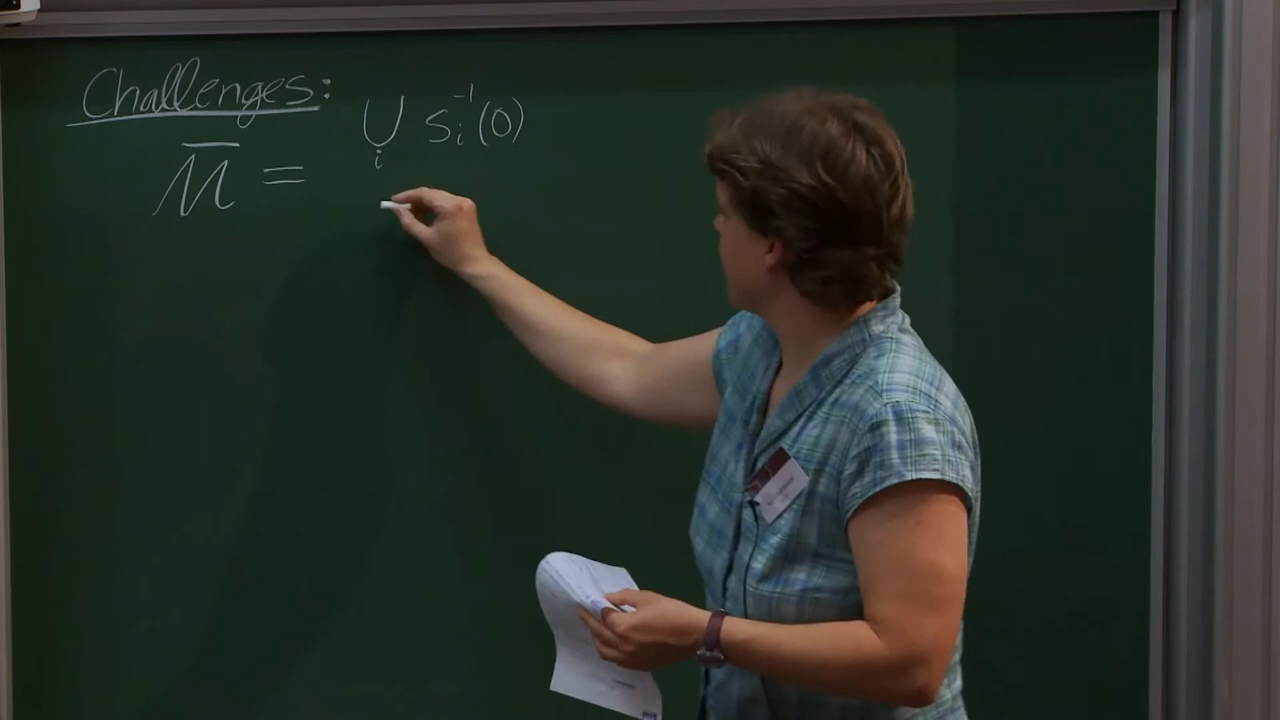 Challenges:
M̅ = ⋃ᵢ sᵢ⁻¹(0)